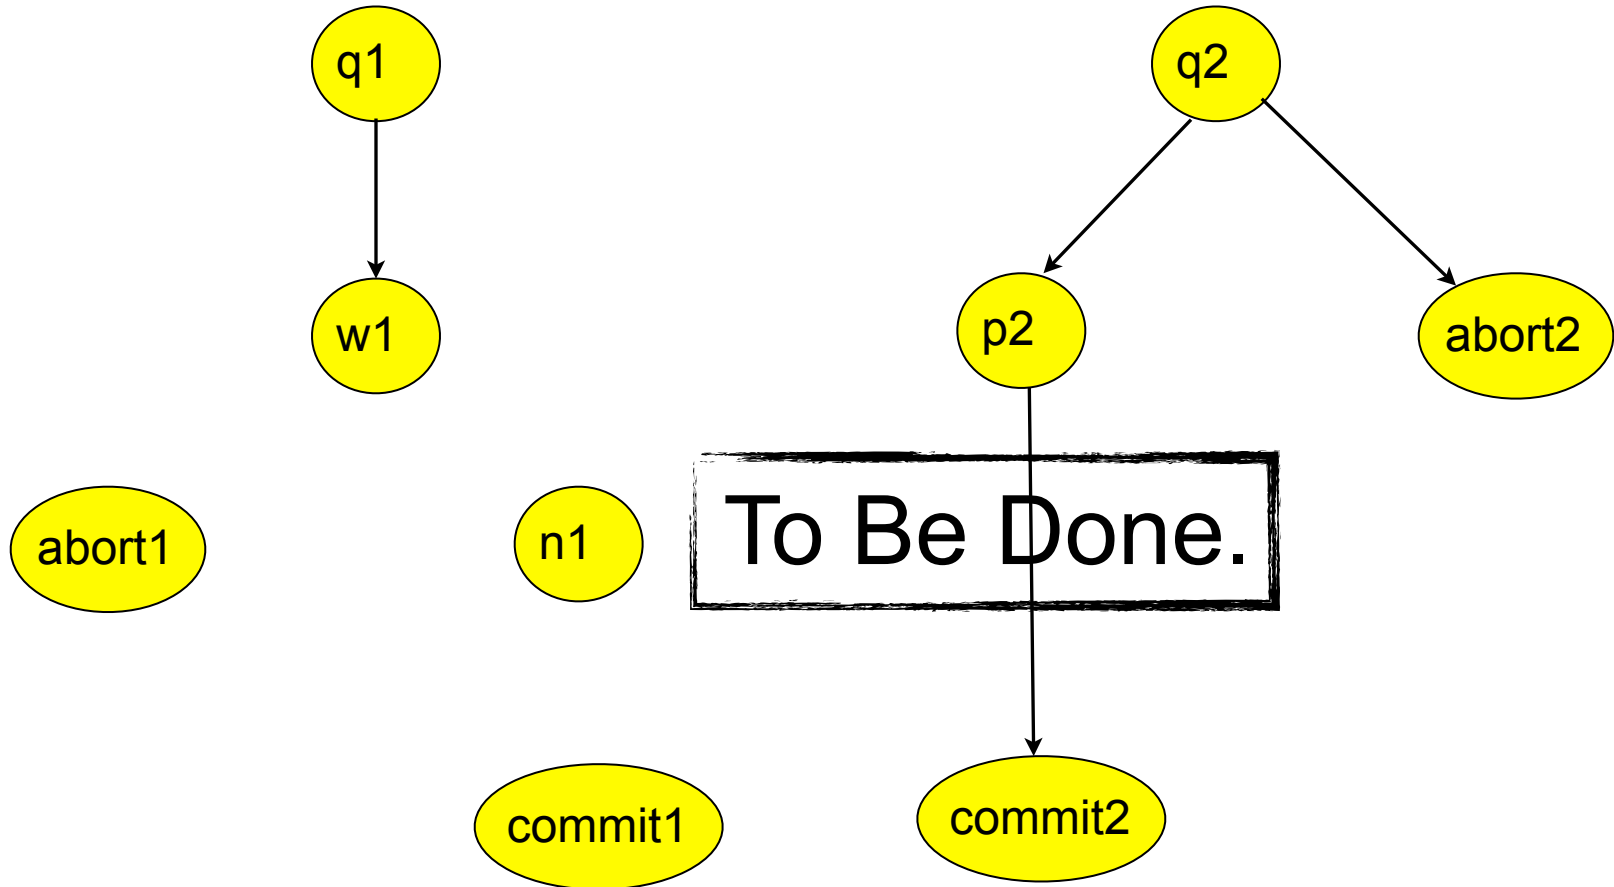 q1
q2
w1
p2
abort2
abort1
n1
To Be Done.
commit1
commit2